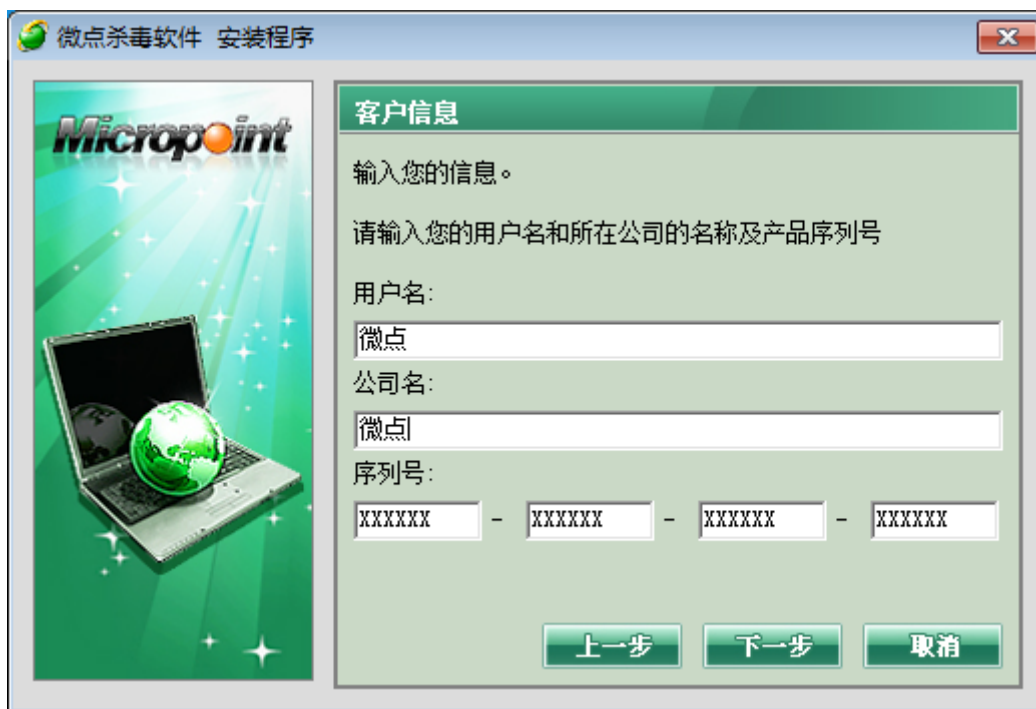 微点杀毒软件 安装程序
Micropoint
客户信息
输入您的信息。
请输入您的用户名和所在公司的名称及产品序列号
用户名:
微点
公司名:
微点
序列号:
XXXXXX - XXXXXX - XXXXXX - XXXXXX
上一步 下一步 取消